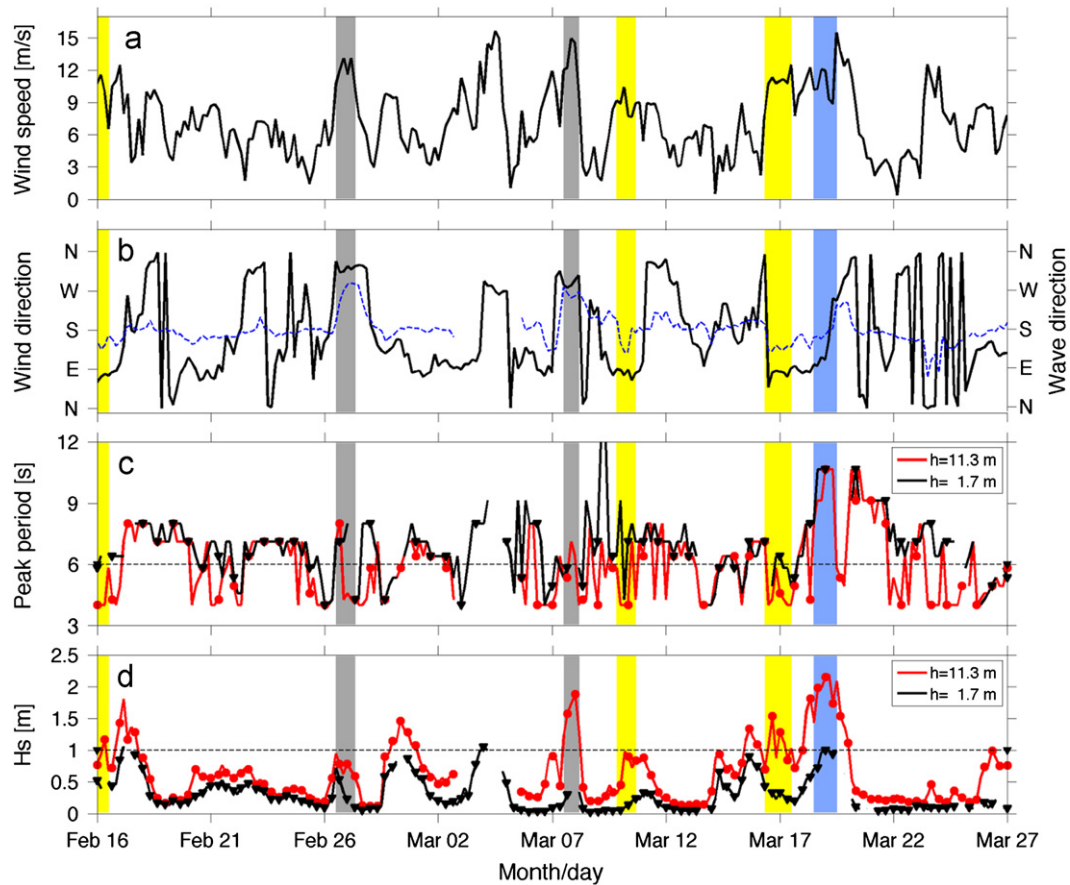 a
Wind speed [m/s]
15
12
9
6
3
0
b
Wind direction
N
W
S
E
N
N
W
S
E
N
Wave direction
c
Peak period [s]
12
9
6
3
h=11.3 m
h= 1.7 m
d
Hs [m]
2.5
2
1.5
1
0.5
0
h=11.3 m
h= 1.7 m
Feb 16 Feb 21 Feb 26 Mar 02 Mar 07 Mar 12 Mar 17 Mar 22 Mar 27
Month/day